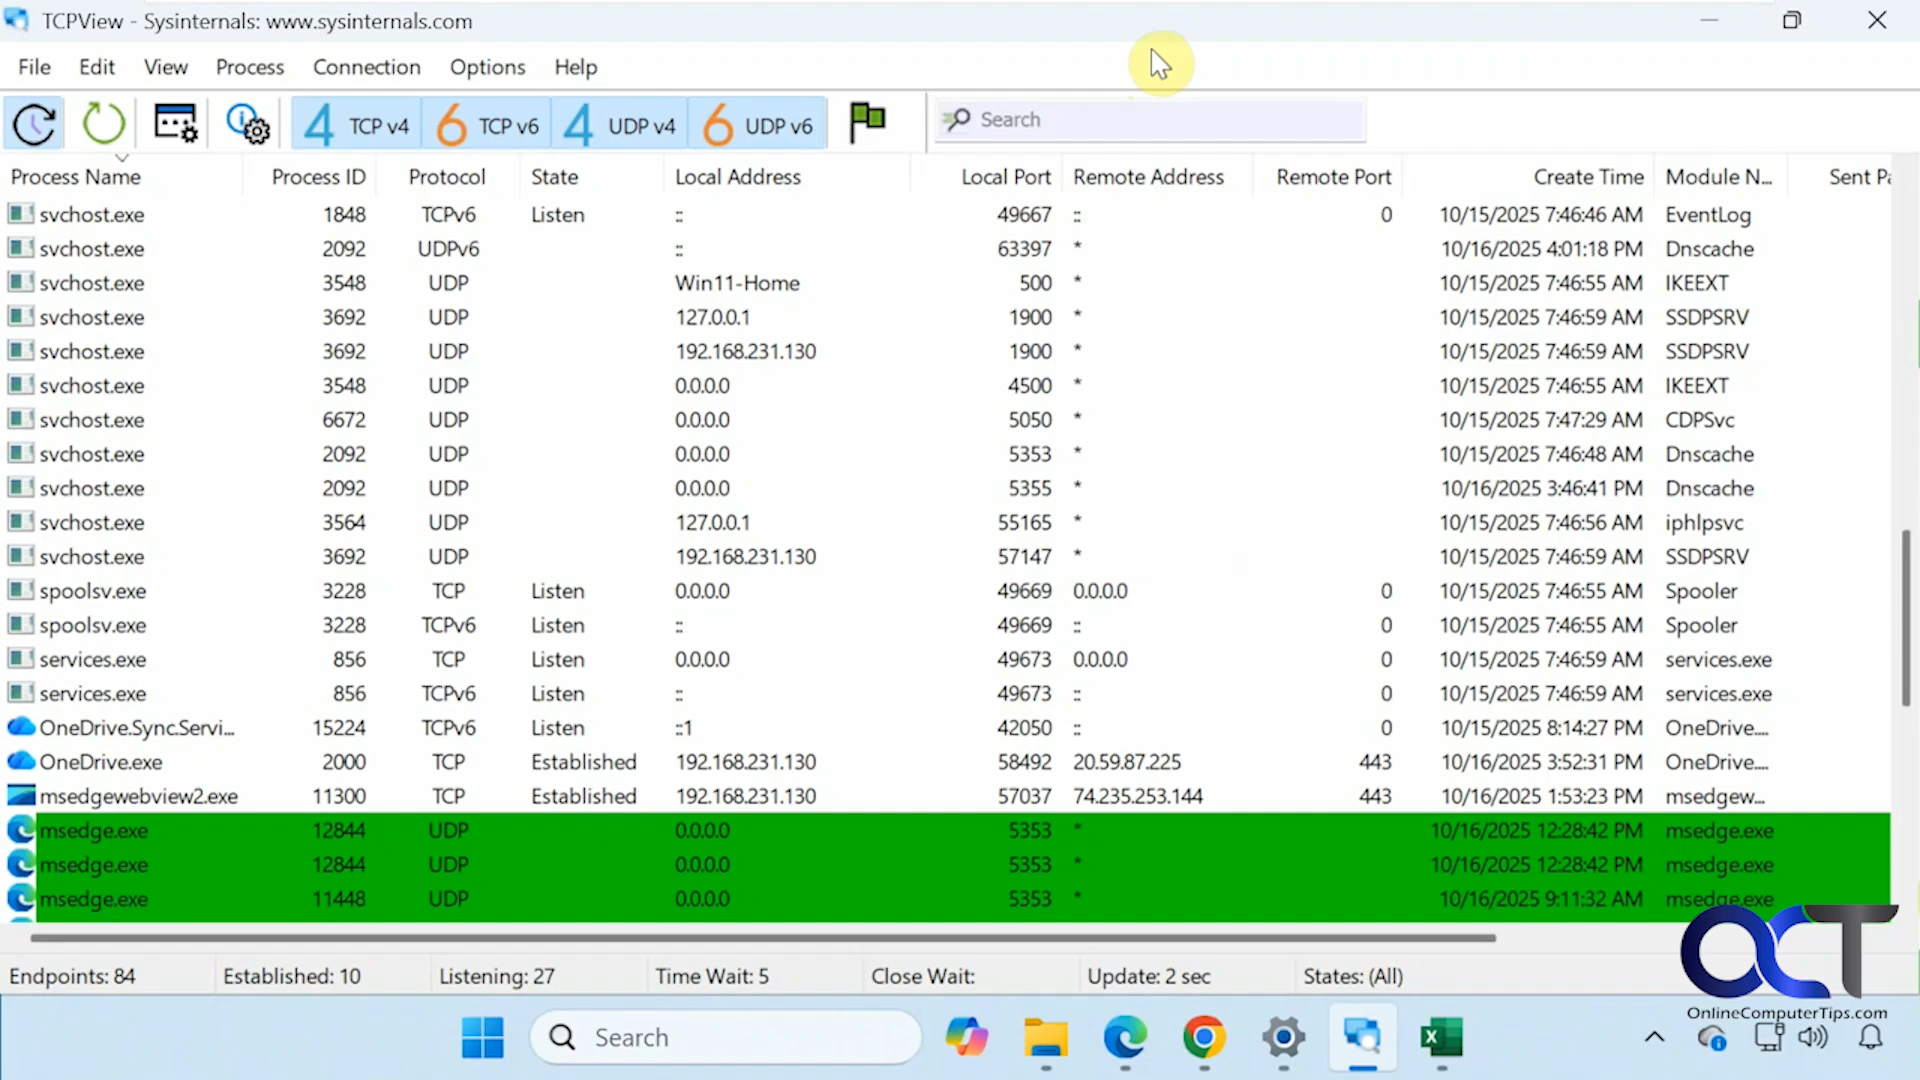 TCPView - Sysinternals: www.sysinternals.com
File Edit View Process Connection Options Help
4 TCP v4 6 TCP v6 4 UDP v4 6 UDP v6 Search
Process Name Process ID Protocol State Local Address Local Port Remote Address Remote Port Create Time Module N... Sent Pa
svchost.exe 1848 TCPv6 Listen :: 49667 :: 0 10/15/2025 7:46:46 AM EventLog
svchost.exe 2092 UDPv6 :: 63397 * 10/16/2025 4:01:18 PM Dnscache
svchost.exe 3548 UDP Win11-Home 500 * 10/15/2025 7:46:55 AM IKEEXT
svchost.exe 3692 UDP 127.0.0.1 1900 * 10/15/2025 7:46:59 AM SSDPSRV
svchost.exe 3692 UDP 192.168.231.130 1900 * 10/15/2025 7:46:59 AM SSDPSRV
svchost.exe 3548 UDP 0.0.0.0 4500 * 10/15/2025 7:46:55 AM IKEEXT
svchost.exe 6672 UDP 0.0.0.0 5050 * 10/15/2025 7:47:29 AM CDPSvc
svchost.exe 2092 UDP 0.0.0.0 5353 * 10/15/2025 7:46:48 AM Dnscache
svchost.exe 2092 UDP 0.0.0.0 5355 * 10/16/2025 3:46:41 PM Dnscache
svchost.exe 3564 UDP 127.0.0.1 55165 * 10/15/2025 7:46:56 AM iphlpsvc
svchost.exe 3692 UDP 192.168.231.130 57147 * 10/15/2025 7:46:59 AM SSDPSRV
spoolsv.exe 3228 TCP Listen 0.0.0.0 49669 0.0.0.0 0 10/15/2025 7:46:55 AM Spooler
spoolsv.exe 3228 TCPv6 Listen :: 49669 :: 0 10/15/2025 7:46:55 AM Spooler
services.exe 856 TCP Listen 0.0.0.0 49673 0.0.0.0 0 10/15/2025 7:46:59 AM services.exe
services.exe 856 TCPv6 Listen :: 49673 :: 0 10/15/2025 7:46:59 AM services.exe
OneDrive.Sync.Servi... 15224 TCPv6 Listen ::1 42050 :: 0 10/15/2025 8:14:27 PM OneDrive....
OneDrive.exe 2000 TCP Established 192.168.231.130 58492 20.59.87.225 443 10/16/2025 3:52:31 PM OneDrive....
msedgewebview2.exe 11300 TCP Established 192.168.231.130 57037 74.235.253.144 443 10/16/2025 1:53:23 PM msedgew...
msedge.exe 12844 UDP 0.0.0.0 5353 * 10/16/2025 12:28:42 PM msedge.exe
msedge.exe 12844 UDP 0.0.0.0 5353 * 10/16/2025 12:28:42 PM msedge.exe
msedge.exe 11448 UDP 0.0.0.0 5353 * 10/16/2025 9:11:32 AM msedge.exe
Endpoints: 84 Established: 10 Listening: 27 Time Wait: 5 Close Wait: Update: 2 sec States: (All)
OCT
OnlineComputerTips.com
Search